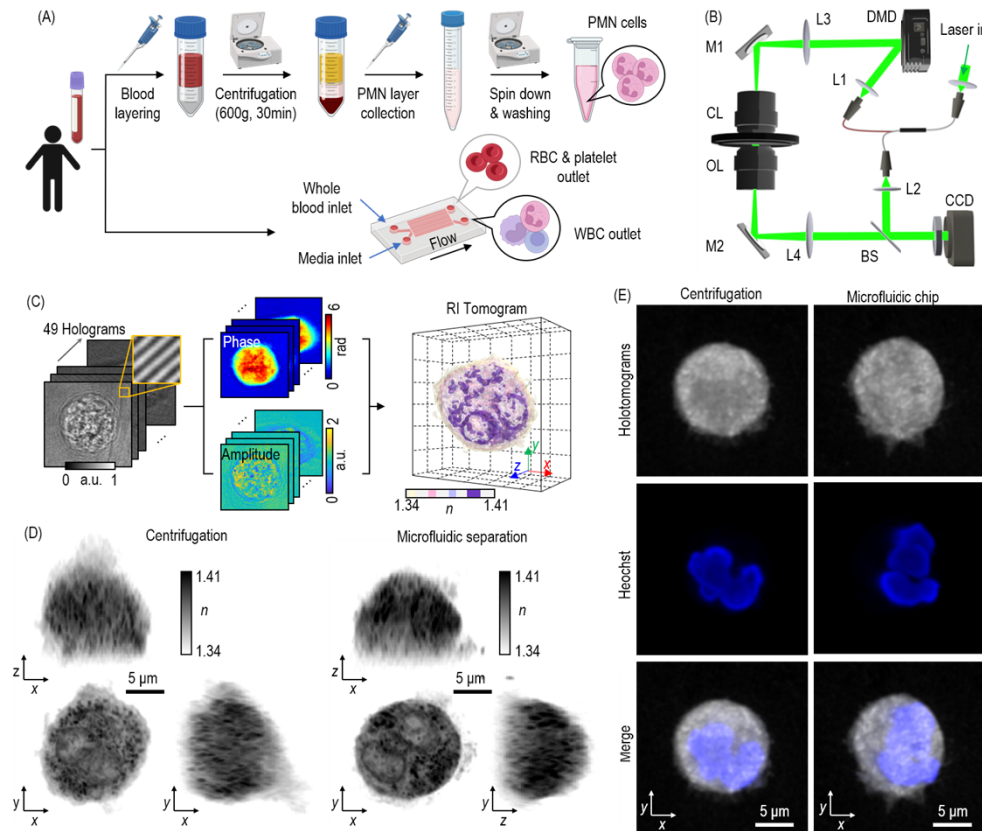 (A)
Blood
layering
Centrifugation
(600g, 30min)
PMN layer
collection
Spin down
& washing
PMN cells
Whole
blood inlet
Media inlet
Flow
RBC & platelet
outlet
WBC outlet
(B)
M1
L3
DMD
Laser in
L1
CL
OL
L2
CCD
M2
L4
BS
(C)
49 Holograms
0 a.u. 1
Phase
0 rad 6
Amplitude
0 a.u. 2
RI Tomogram
y
z
x
1.34 n 1.41
(D)
Centrifugation
Microfluidic separation
1.41
n
1.34
1.41
n
1.34
z
x
5 µm
z
x
5 µm
y
x
y
x
y
x
y
z
(E)
Centrifugation
Microfluidic chip
Holotomograms
Heochst
Merge
y
x
5 µm
5 µm